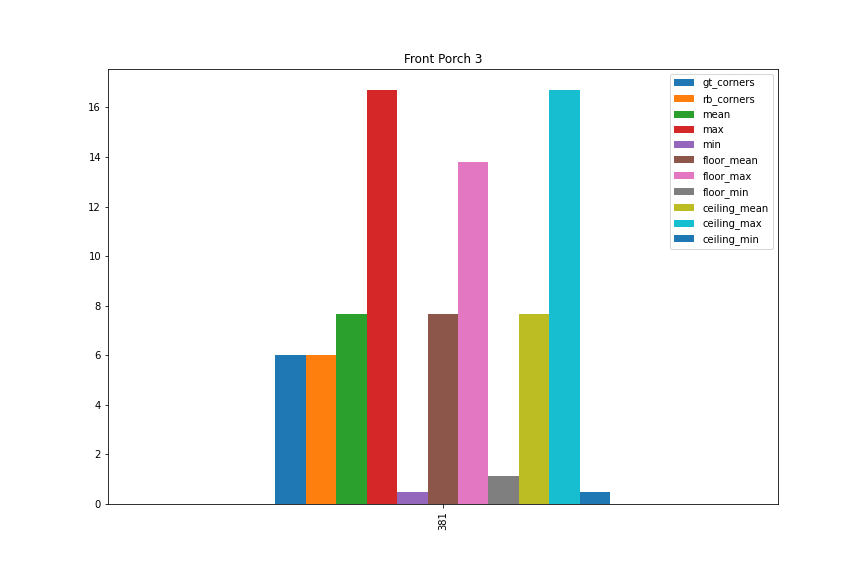 Front Porch 3
gt_corners
rb_corners
mean
max
min
floor_mean
floor_max
floor_min
ceiling_mean
ceiling_max
ceiling_min
16
14
12
10
8
6
4
2
0
381